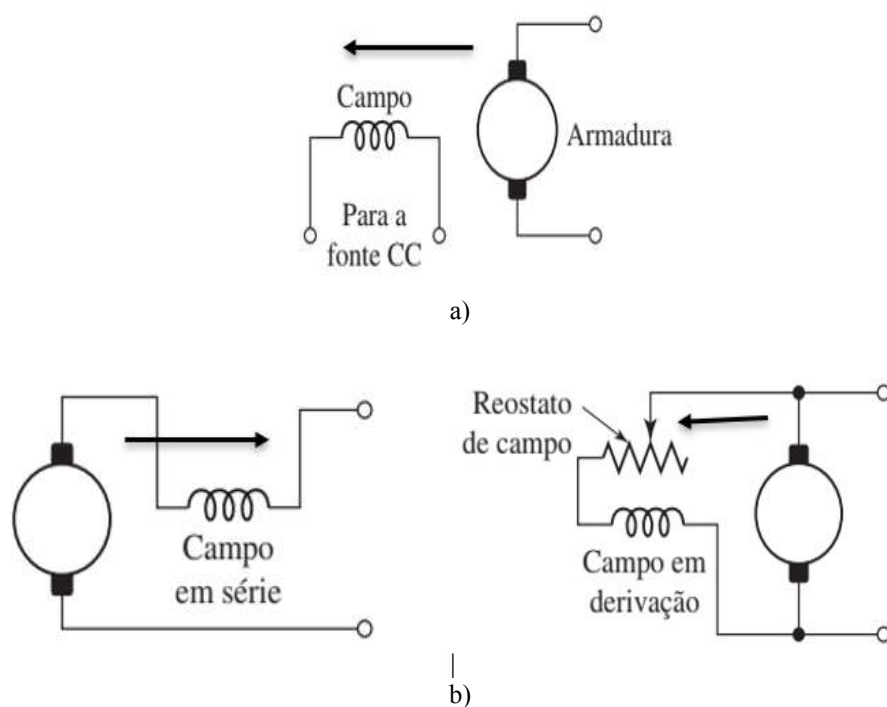 Campo
Armadura
Para a
fonte CC
a)
Campo
em série
Reostato
de campo
Campo em
derivação
|
b)